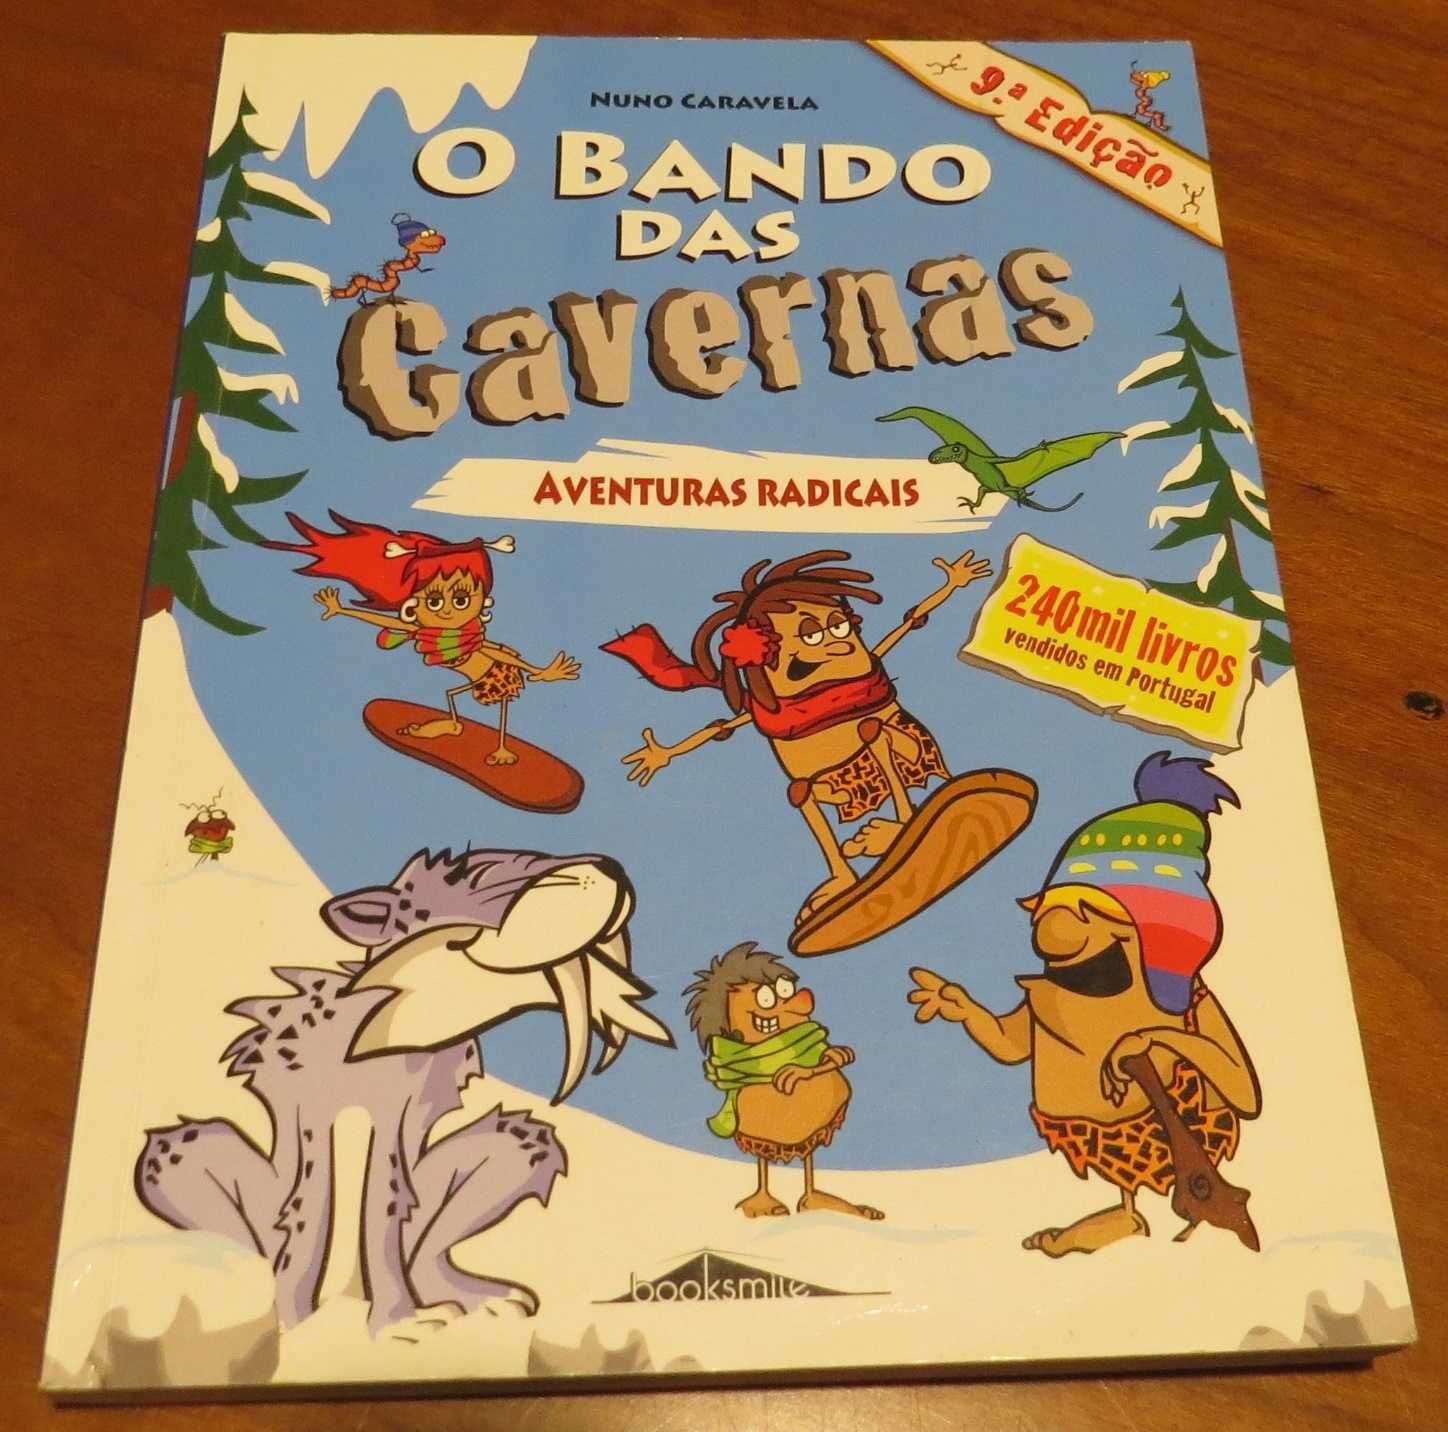 NUNO CARAVELA
9.ª Edição
O BANDO
DAS
Cavernas
AVENTURAS RADICAIS
240mil livros
vendidos em Portugal
booksmile